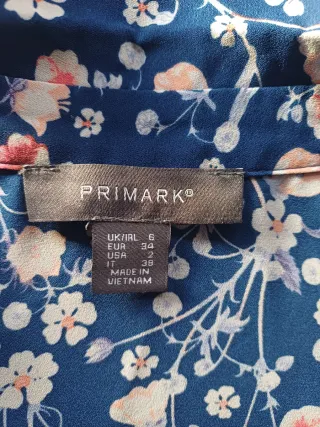 PRIMARK®
UK/IRL 6
EUR 34
USA 2
IT 38
MADE IN
VIETNAM